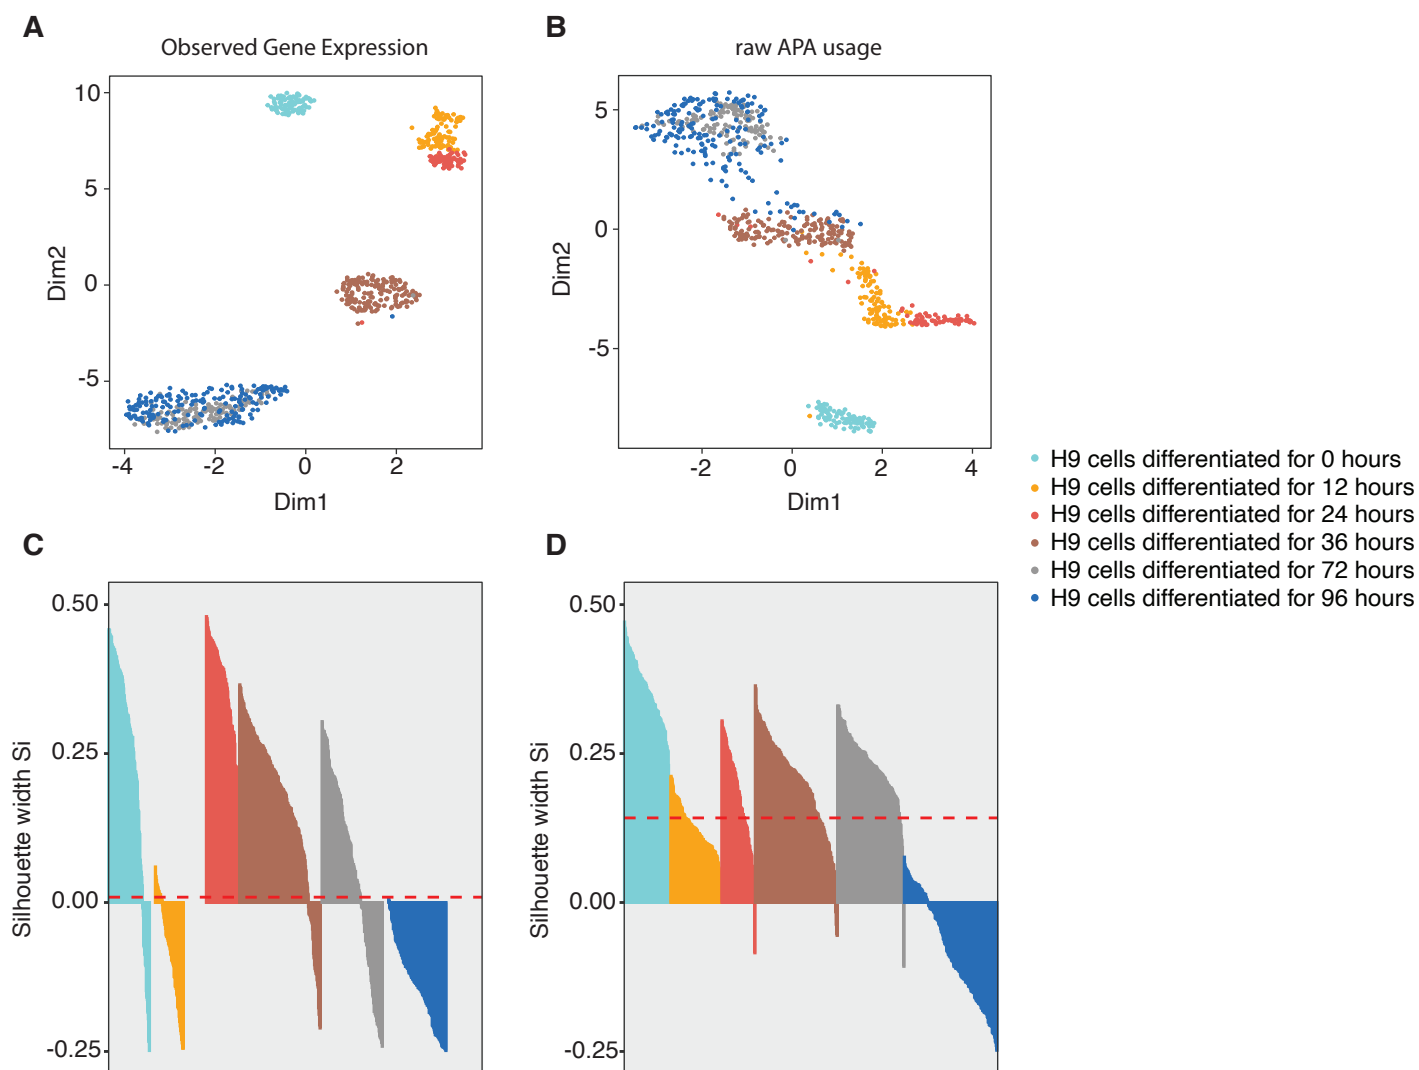 A
Observed Gene Expression
10
5
0
-5
Dim2
-4
-2
0
2
Dim1
B
raw APA usage
5
0
-5
Dim2
-2
0
2
4
Dim1
H9 cells differentiated for 0 hours
H9 cells differentiated for 12 hours
H9 cells differentiated for 24 hours
H9 cells differentiated for 36 hours
H9 cells differentiated for 72 hours
H9 cells differentiated for 96 hours
C
0.50
0.25
0.00
-0.25
Silhouette width Si
D
0.50
0.25
0.00
-0.25
Silhouette width Si